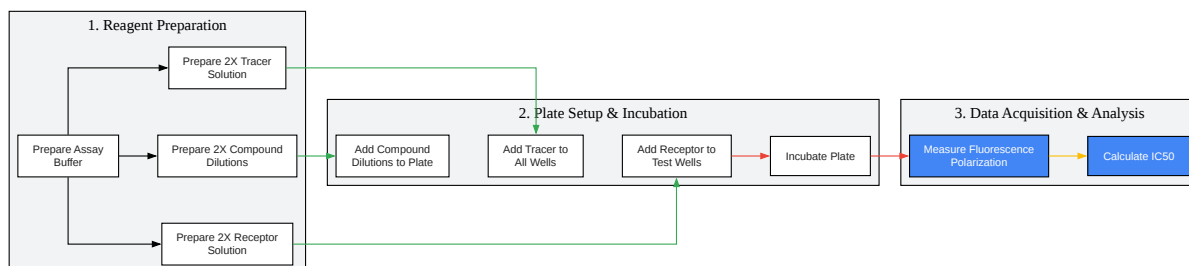 1. Reagent Preparation
Prepare Assay
Buffer
Prepare 2X Tracer
Solution
Prepare 2X Compound
Dilutions
Prepare 2X Receptor
Solution
2. Plate Setup & Incubation
Add Compound
Dilutions to Plate
Add Tracer to
All Wells
Add Receptor to
Test Wells
Incubate Plate
3. Data Acquisition & Analysis
Measure Fluorescence
Polarization
Calculate IC50